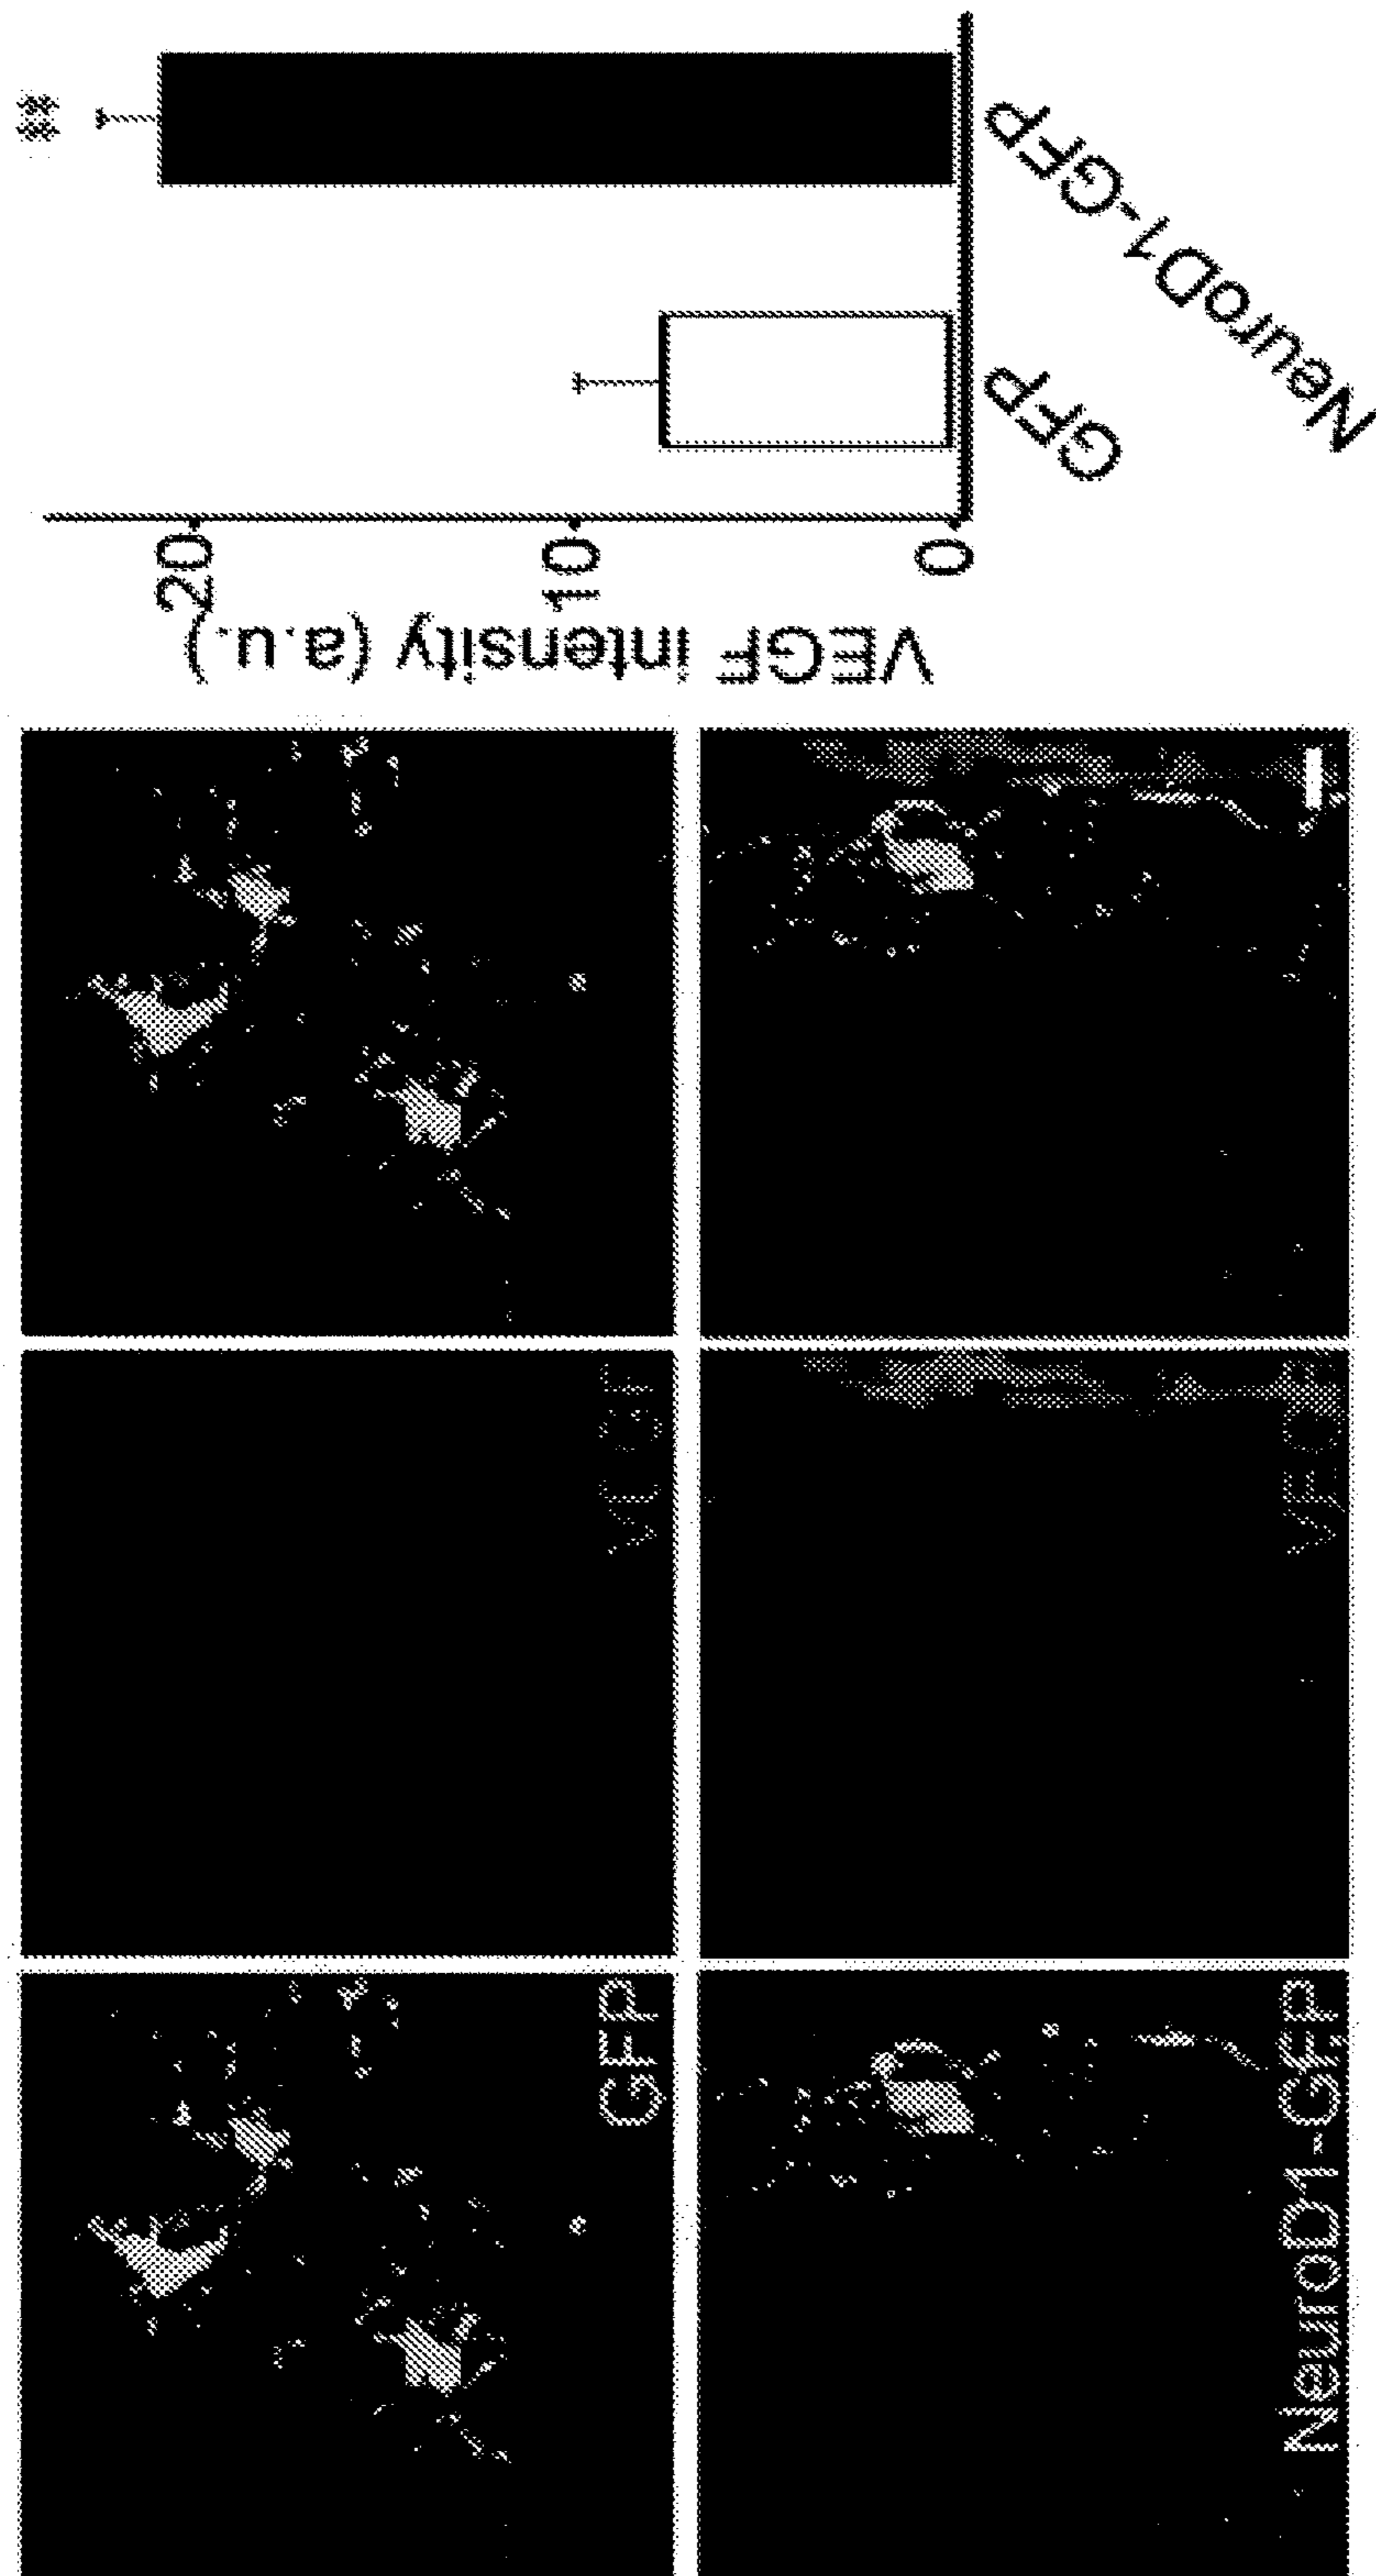 GFP
VEGF
NeuroD1-GFP
VEGF
VEGF intensity (a.u.)
20
10
0
**
GFP
NeuroD1-GFP